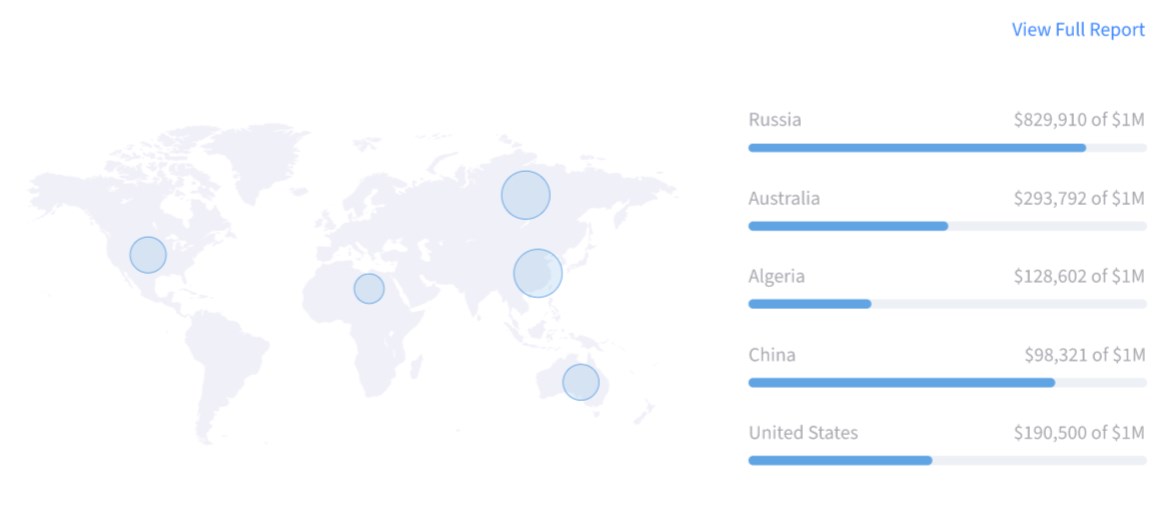 View Full Report
Russia $829,910 of $1M
Australia $293,792 of $1M
Algeria $128,602 of $1M
China $98,321 of $1M
United States $190,500 of $1M